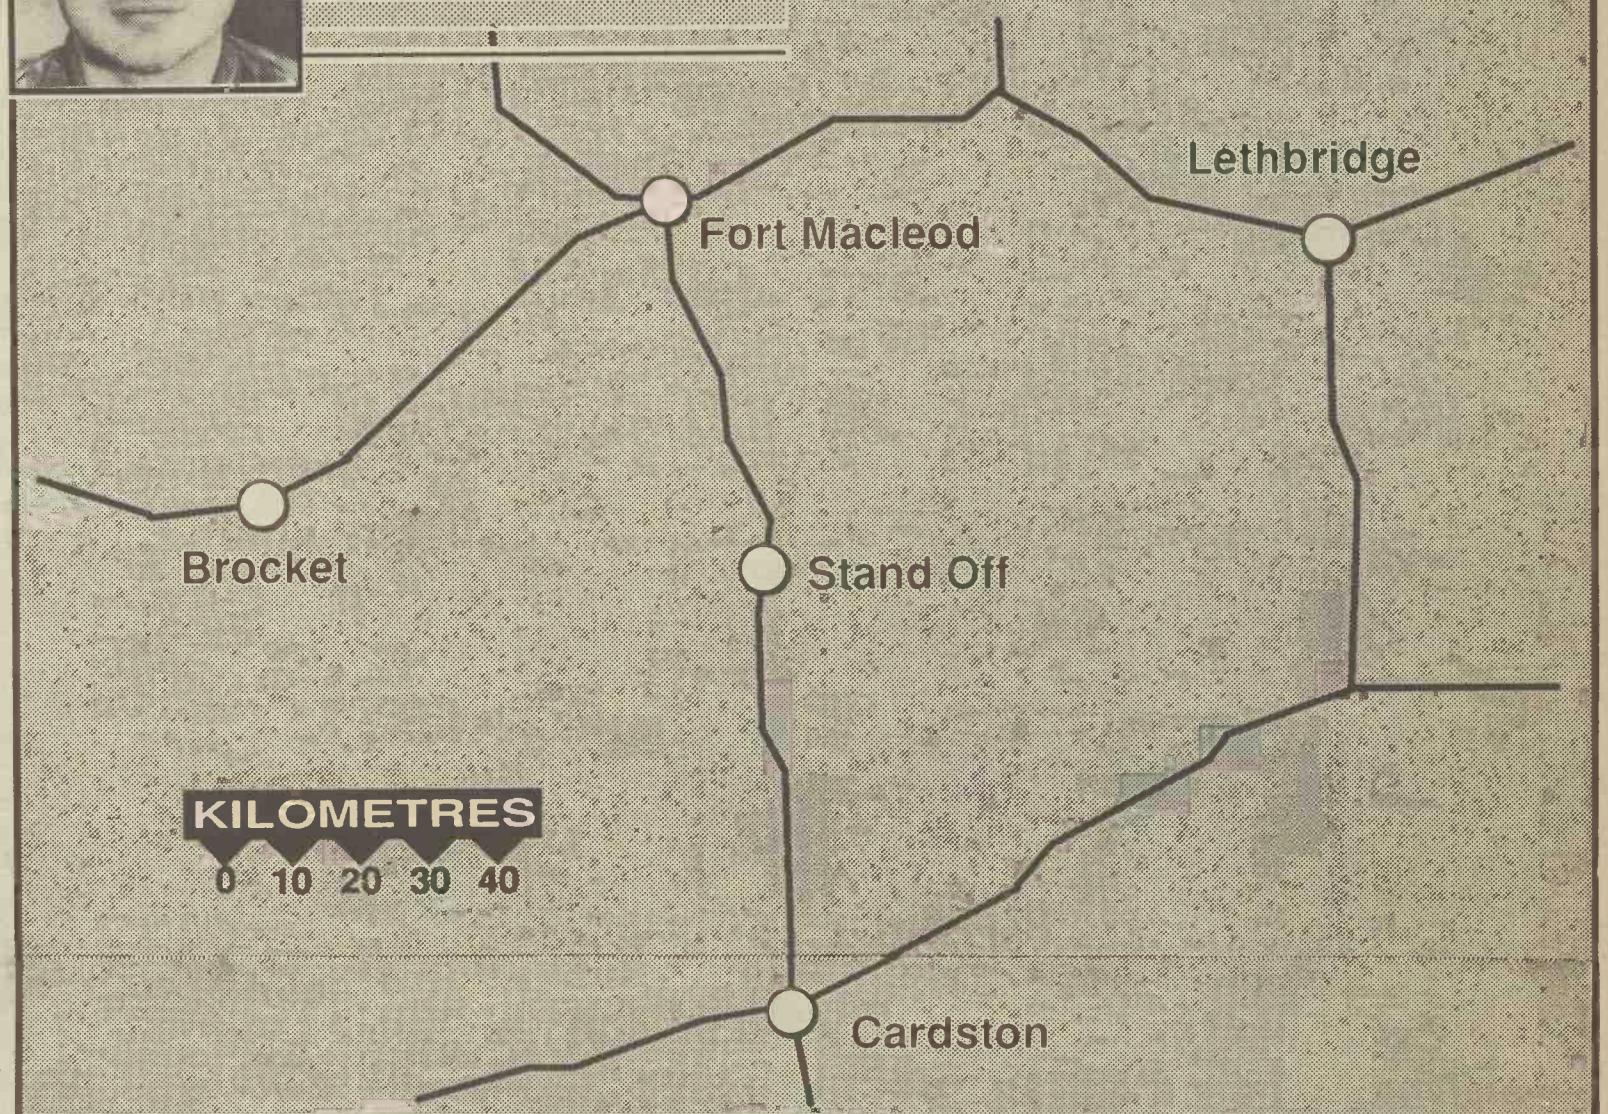 Lethbridge
Fort Macleod
Brocket
Stand Off
KILOMETRES
0 10 20 30 40
Cardston